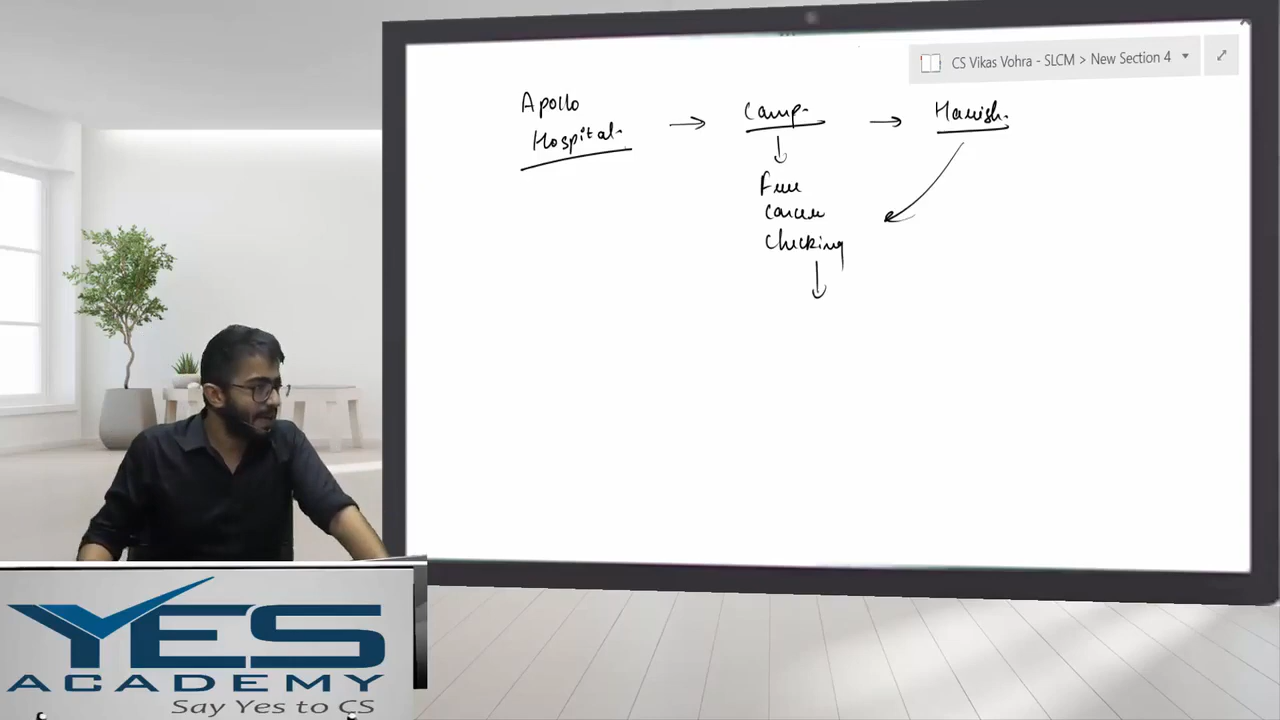 CS Vikas Vohra - SLCM > New Section 4
Apollo
Hospital.
→
Camp.
→
Harish.
↓
Free
Cancer
Checking
↓
YES
ACADEMY
Say Yes to CS